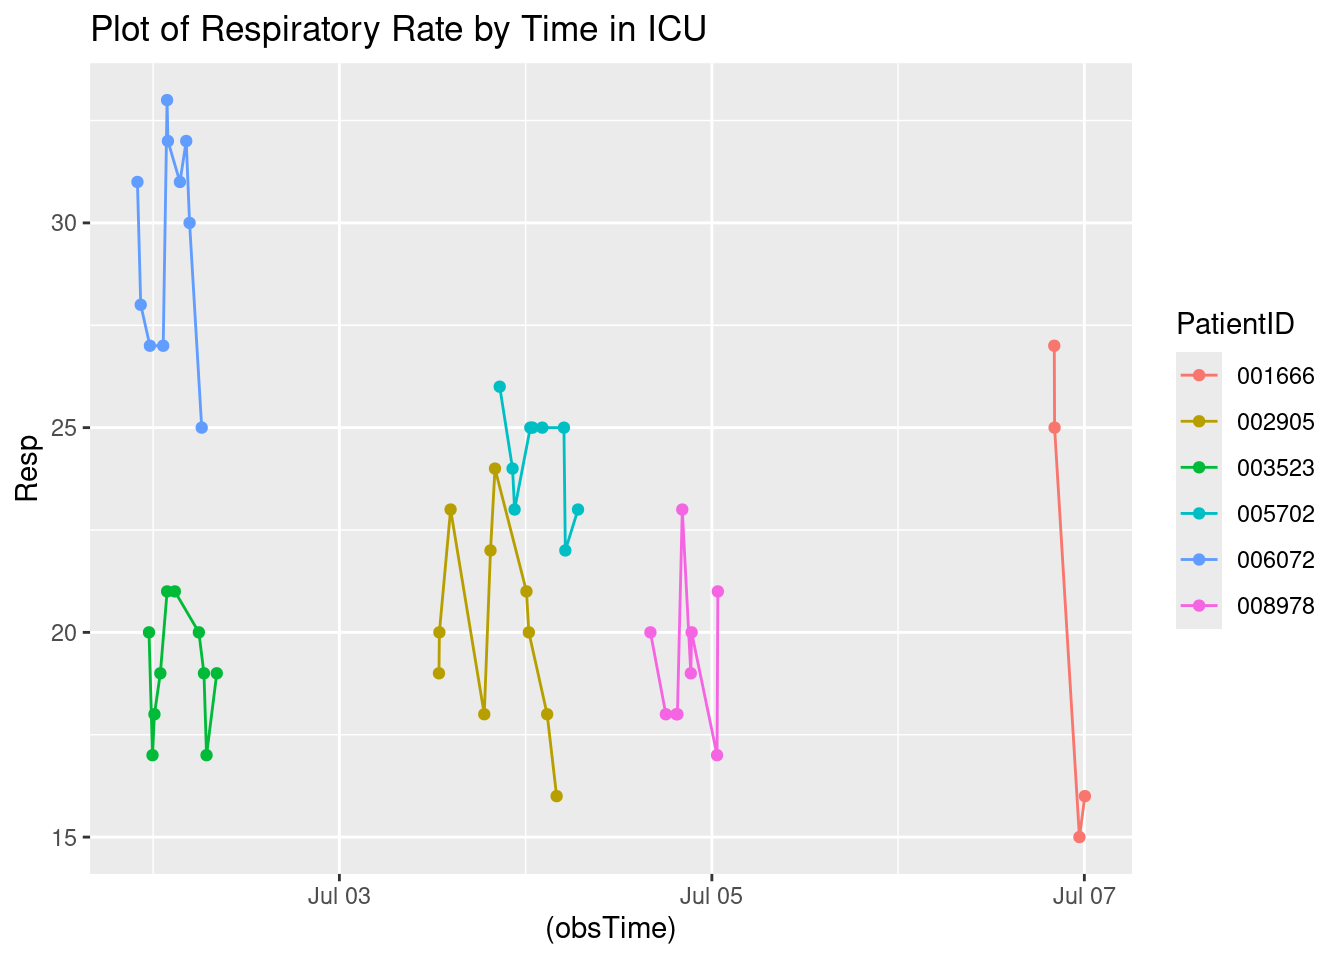 Plot of Respiratory Rate by Time in ICU
Resp
30
25
20
15
Jul 03
Jul 05
Jul 07
(obsTime)
PatientID
001666
002905
003523
005702
006072
008978